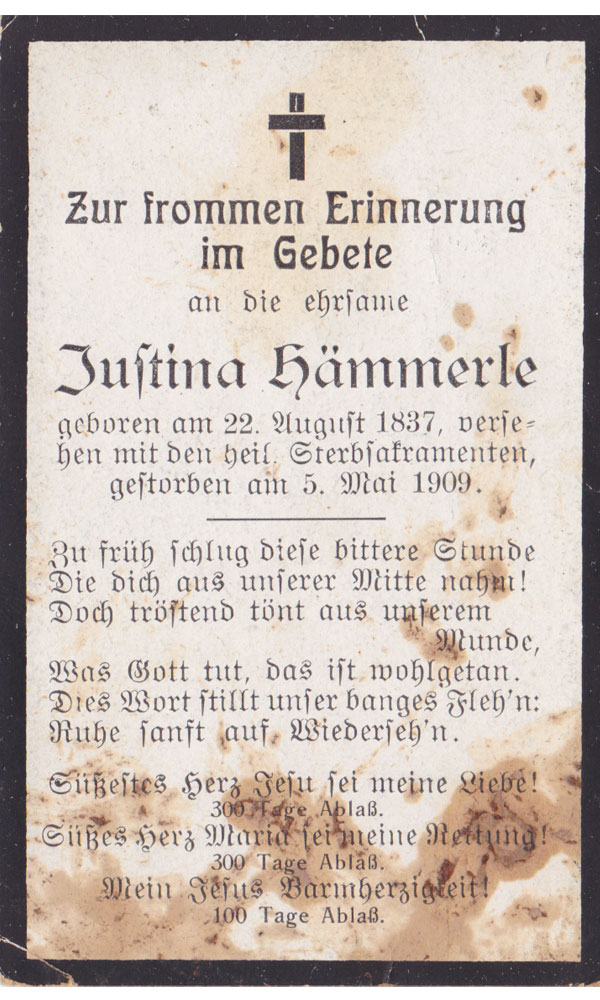 Zur frommen Erinnerung
im Gebete
an die ehrsame
Justina Hämmerle
geboren am 22. August 1837, verse-
hen mit den heil. Sterbsakramenten,
gestorben am 5. Mai 1909.
Zu früh schlug diese bittere Stunde
Die dich aus unserer Mitte nahm!
Doch tröstend tönt aus unserem
Munde,
Was Gott tut, das ist wohlgetan.
Dies Wort stillt unser banges Fleh'n:
Ruhe sanft auf Wiederseh'n.
Süßestes Herz Jesu sei meine Liebe!
300 Tage Ablaß.
Süßes Herz Mariä sei meine Rettung!
300 Tage Ablaß.
Mein Jesus Barmherzigkeit!
100 Tage Ablaß.